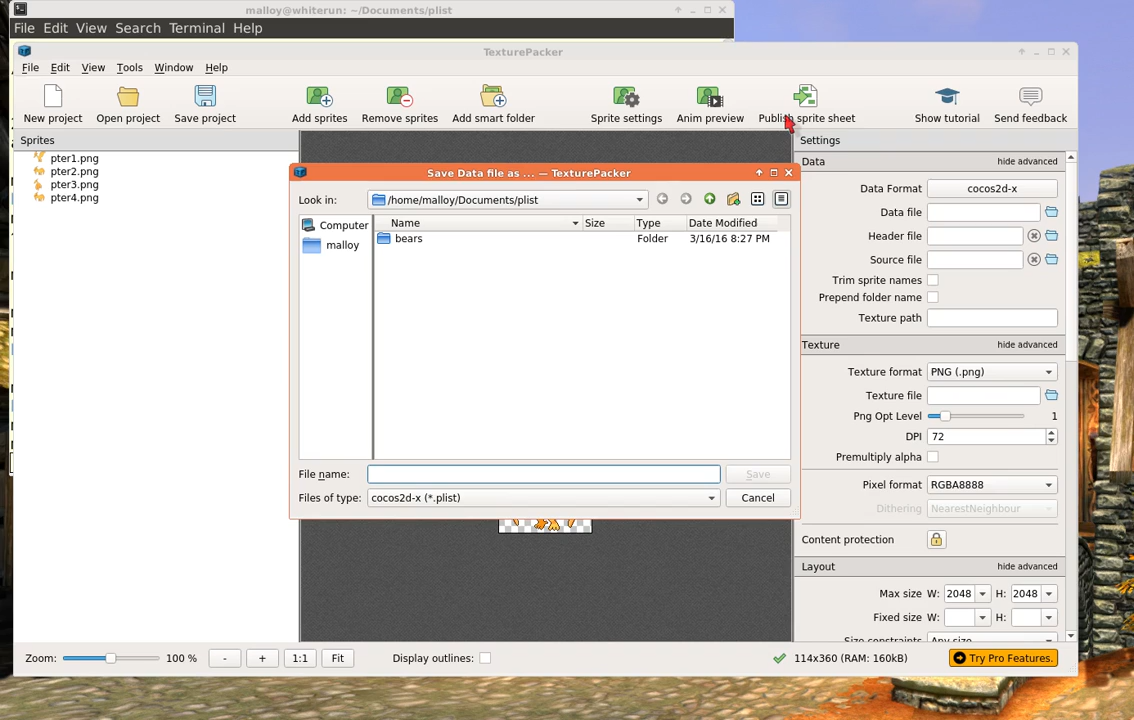 malloy@whiterun: ~/Documents/plist
File Edit View Search Terminal Help
TexturePacker
File Edit View Tools Window Help
New project Open project Save project Add sprites Remove sprites Add smart folder Sprite settings Anim preview Publish sprite sheet Show tutorial Send feedback
Sprites
pter1.png
pter2.png
pter3.png
pter4.png
Save Data file as ... — TexturePacker
Look in: /home/malloy/Documents/plist
Computer
malloy
Name Size Type Date Modified
bears Folder 3/16/16 8:27 PM
File name: Save
Files of type: cocos2d-x (*.plist) Cancel
Settings
Data hide advanced
Data Format cocos2d-x
Data file
Header file
Source file
Trim sprite names
Prepend folder name
Texture path
Texture hide advanced
Texture format PNG (.png)
Texture file
Png Opt Level 1
DPI 72
Premultiply alpha
Pixel format RGBA8888
Dithering NearestNeighbour
Content protection
Layout hide advanced
Max size W: 2048 H: 2048
Fixed size W: H:
Size constraints Any size
Zoom: 100 % - + 1:1 Fit Display outlines: 114x360 (RAM: 160kB) Try Pro Features.